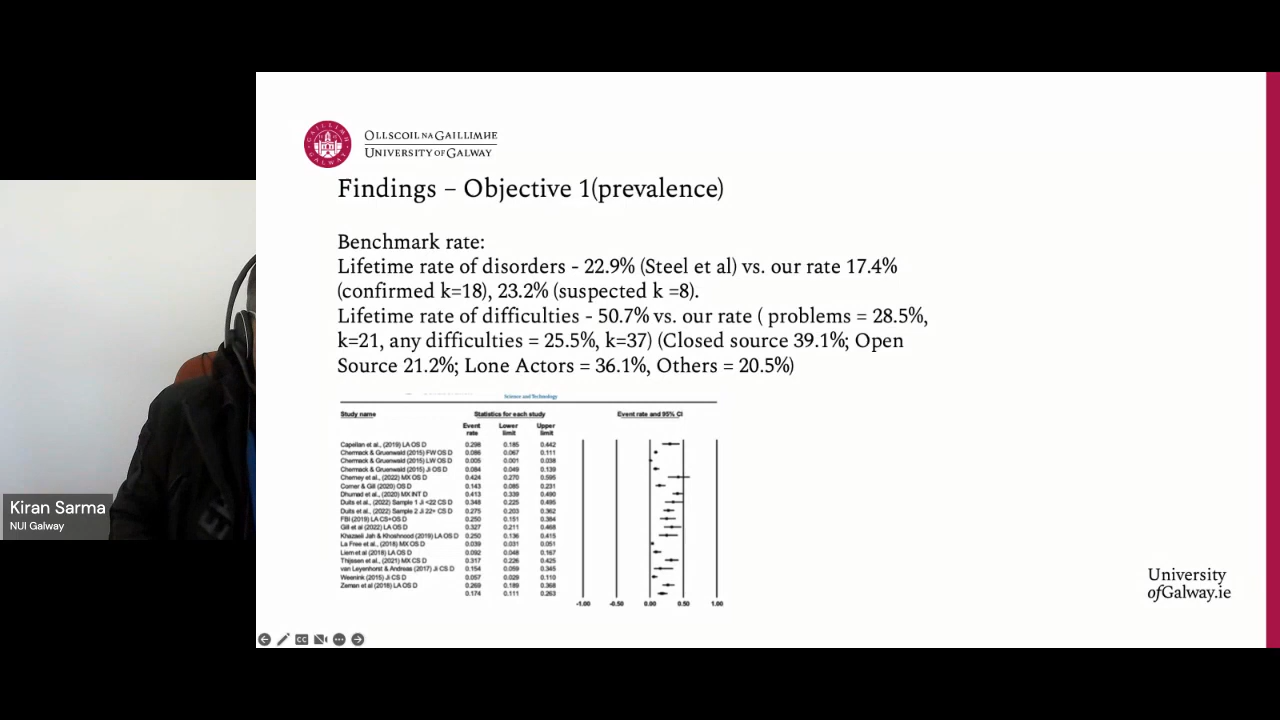 OLLSCOIL NA GAILLIMHE
UNIVERSITY OF GALWAY
Findings – Objective 1(prevalence)
Benchmark rate:
Lifetime rate of disorders - 22.9% (Steel et al) vs. our rate 17.4%
(confirmed k=18), 23.2% (suspected k =8).
Lifetime rate of difficulties - 50.7% vs. our rate ( problems = 28.5%,
k=21, any difficulties = 25.5%, k=37) (Closed source 39.1%; Open
Source 21.2%; Lone Actors = 36.1%, Others = 20.5%)
Science and Technology
Study name Statistics for each study Event rate and 95% CI
Event rate Lower limit Upper limit
Capellan et al., (2019) LA OS D 0.298 0.185 0.442
Chermack & Gruenwald (2015) FW OS D 0.086 0.067 0.111
Chermack & Gruenwald (2015) LW OS D 0.005 0.001 0.038
Chermack & Gruenwald (2015) JI OS D 0.084 0.049 0.139
Cherney et al., (2022) MX OS D 0.424 0.270 0.595
Corner & Gill (2020) OS D 0.143 0.085 0.231
Dhumad et al., (2020) MX INT D 0.413 0.339 0.490
Duits et al., (2022) Sample 1 Ji <22 CS D 0.348 0.225 0.495
Duits et al., (2022) Sample 2 Ji 22+ CS D 0.275 0.203 0.362
FBI (2019) LA CS+OS D 0.250 0.151 0.384
Gill et al (2022) LA OS D 0.327 0.211 0.468
Khazaeli Jah & Khoshnood (2019) LA OS D 0.250 0.136 0.415
La Free et al., (2018) MX OS D 0.039 0.031 0.051
Liem et al (2018) LA OS D 0.092 0.048 0.167
Thijssen et al., (2021) MX CS D 0.317 0.226 0.425
van Leyenhorst & Andreas (2017) Ji CS D 0.154 0.059 0.345
Weenink (2015) Ji CS D 0.057 0.029 0.110
Zeman et al (2018) LA OS D 0.269 0.189 0.368
0.174 0.111 0.263
-1.00 -0.50 0.00 0.50 1.00
University
ofGalway.ie
Kiran Sarma
NUI Galway
CC